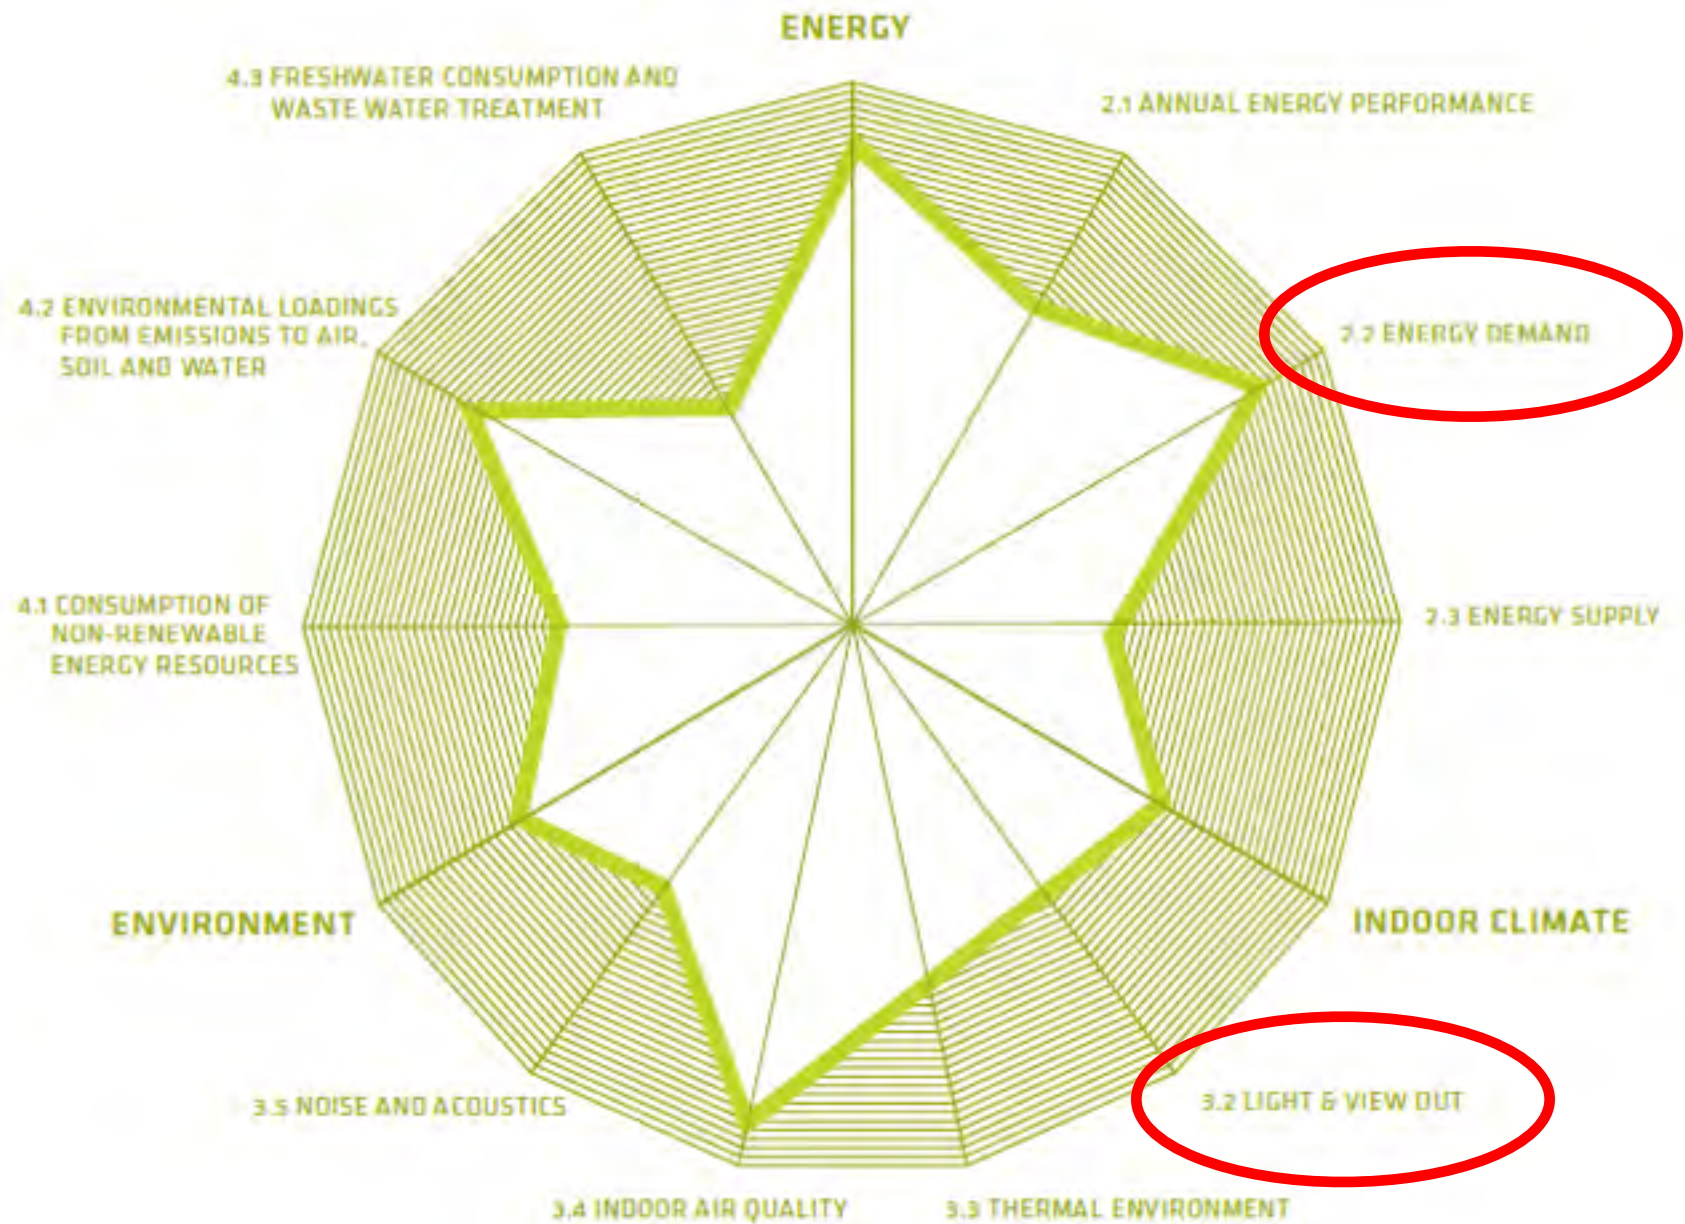 ENERGY
4.3 FRESHWATER CONSUMPTION AND
WASTE WATER TREATMENT
2.1 ANNUAL ENERGY PERFORMANCE
4.2 ENVIRONMENTAL LOADINGS
FROM EMISSIONS TO AIR,
SOIL AND WATER
2.2 ENERGY DEMAND
4.1 CONSUMPTION OF
NON-RENEWABLE
ENERGY RESOURCES
2.3 ENERGY SUPPLY
ENVIRONMENT
INDOOR CLIMATE
3.5 NOISE AND ACOUSTICS
3.2 LIGHT & VIEW OUT
3.4 INDOOR AIR QUALITY
3.3 THERMAL ENVIRONMENT